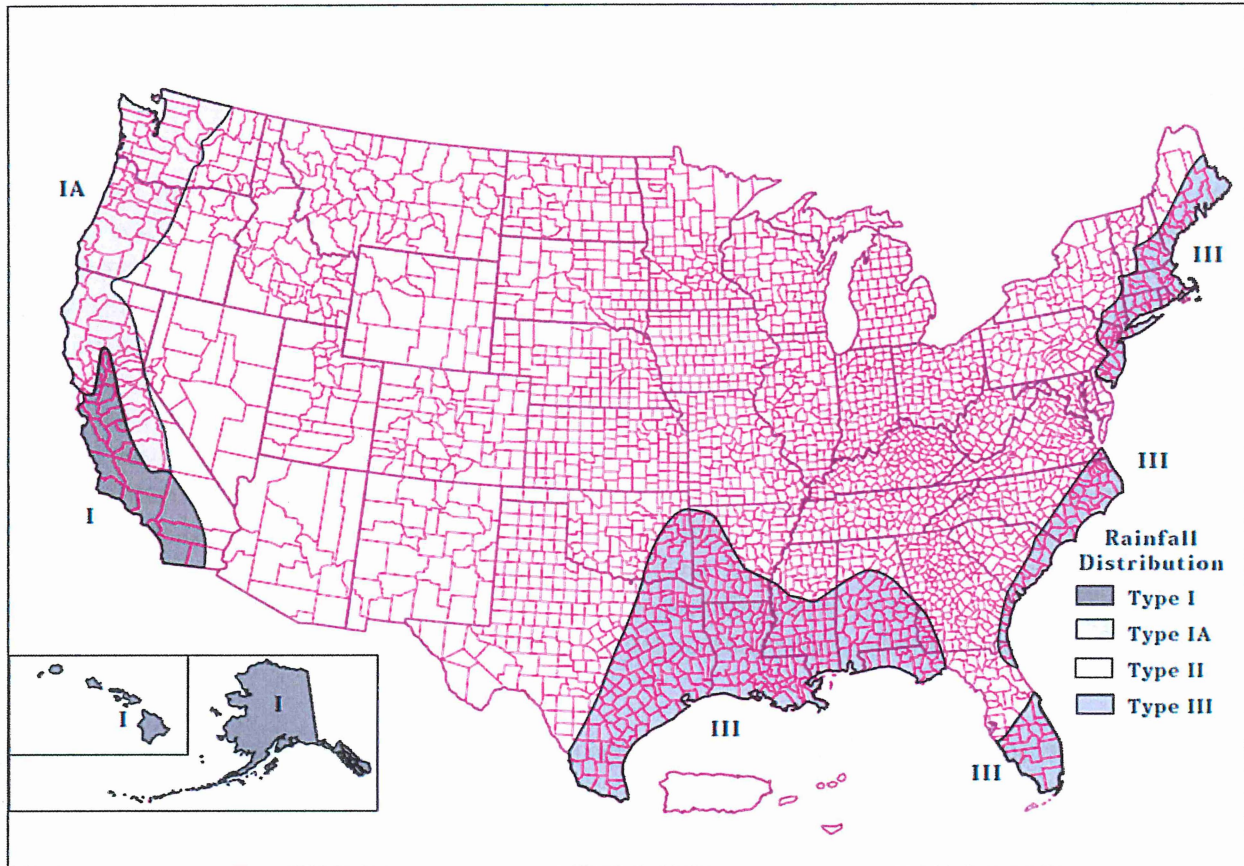 IA
III
III
I
Rainfall
Distribution
Type I
Type IA
Type II
Type III
I
I
III
III